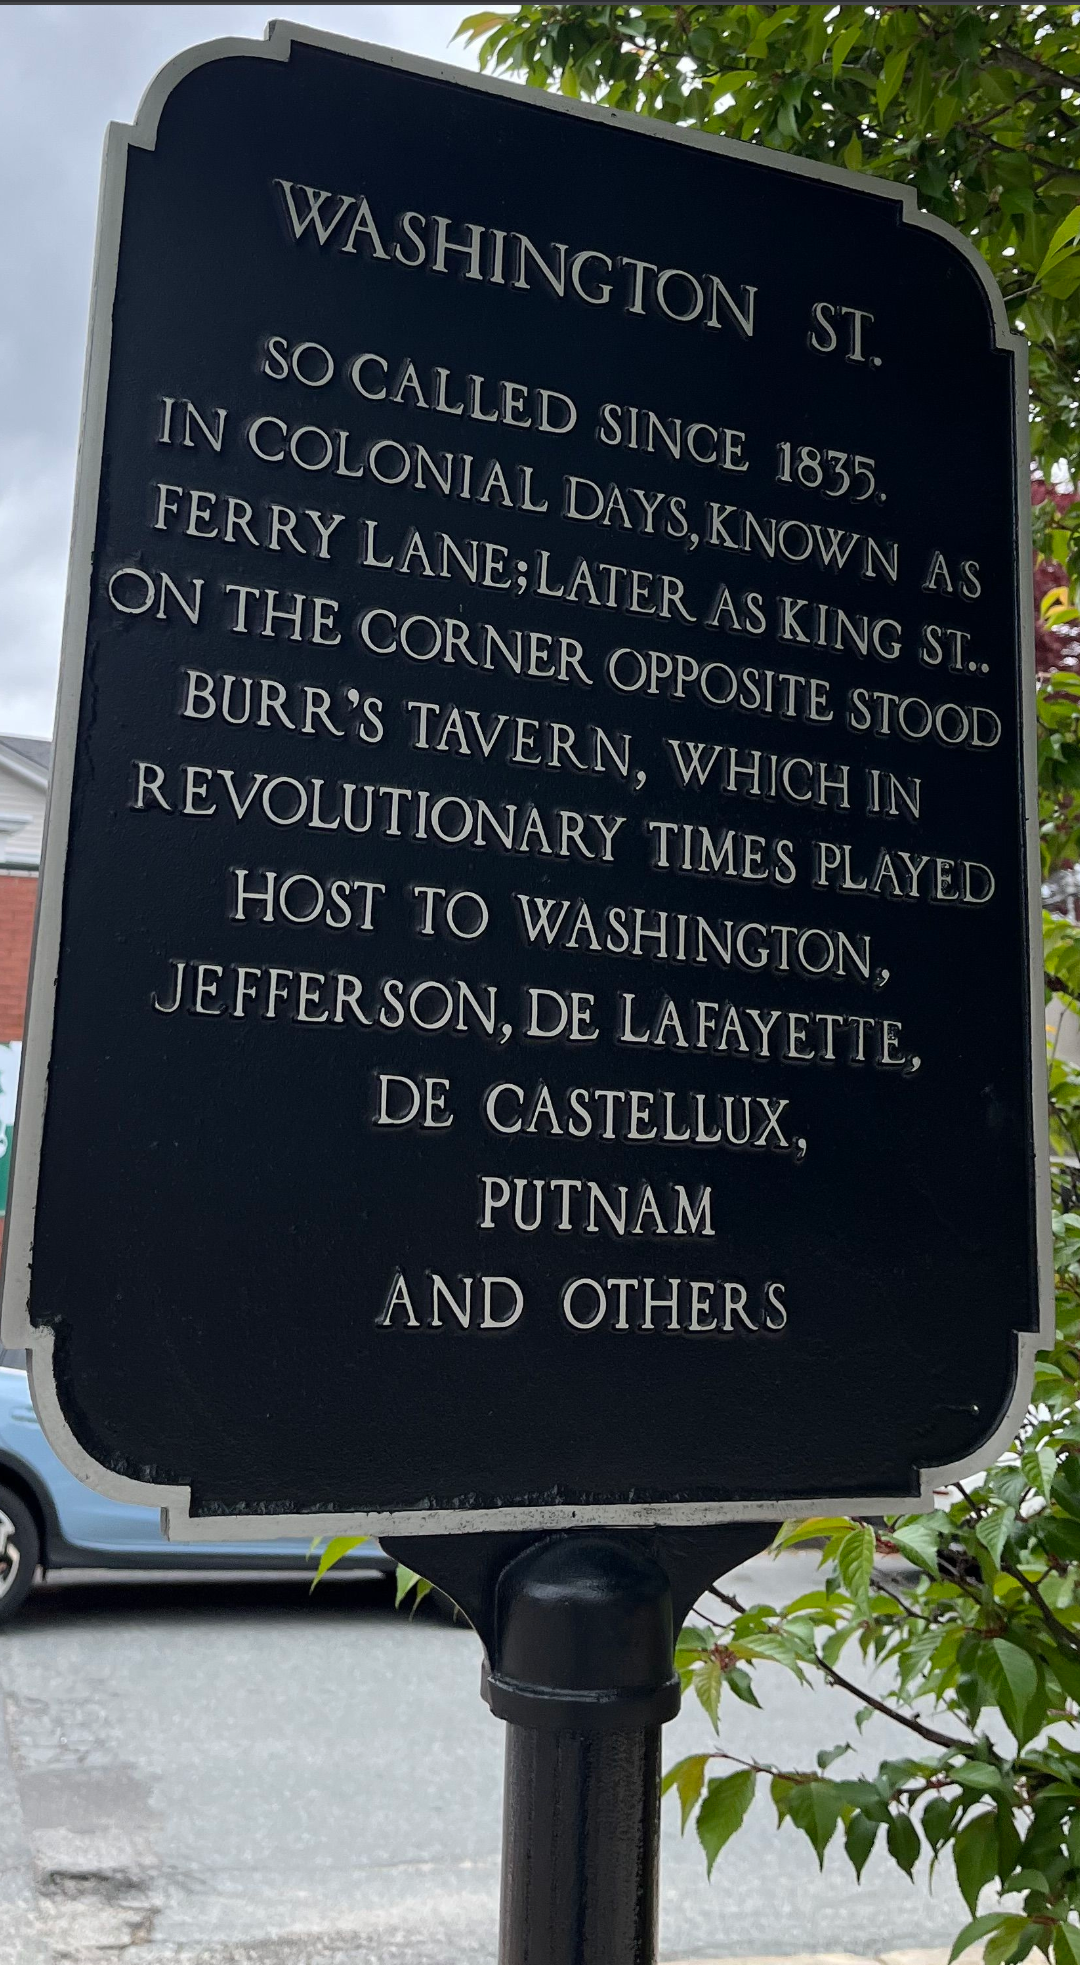 WASHINGTON ST.
SO CALLED SINCE 1835.
IN COLONIAL DAYS, KNOWN AS
FERRY LANE; LATER AS KING ST..
ON THE CORNER OPPOSITE STOOD
BURR'S TAVERN, WHICH IN
REVOLUTIONARY TIMES PLAYED
HOST TO WASHINGTON,
JEFFERSON, DE LAFAYETTE,
DE CASTELLUX,
PUTNAM
AND OTHERS